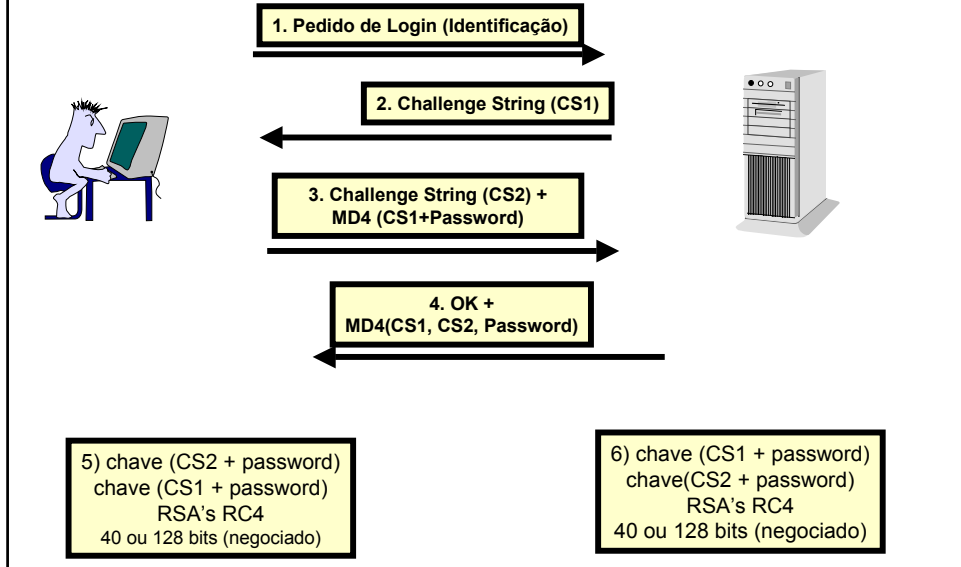 1. Pedido de Login (Identificação)
2. Challenge String (CS1)
3. Challenge String (CS2) +
MD4 (CS1+Password)
4. OK +
MD4(CS1, CS2, Password)
5) chave (CS2 + password)
chave (CS1 + password)
RSA's RC4
40 ou 128 bits (negociado)
6) chave (CS1 + password)
chave(CS2 + password)
RSA's RC4
40 ou 128 bits (negociado)